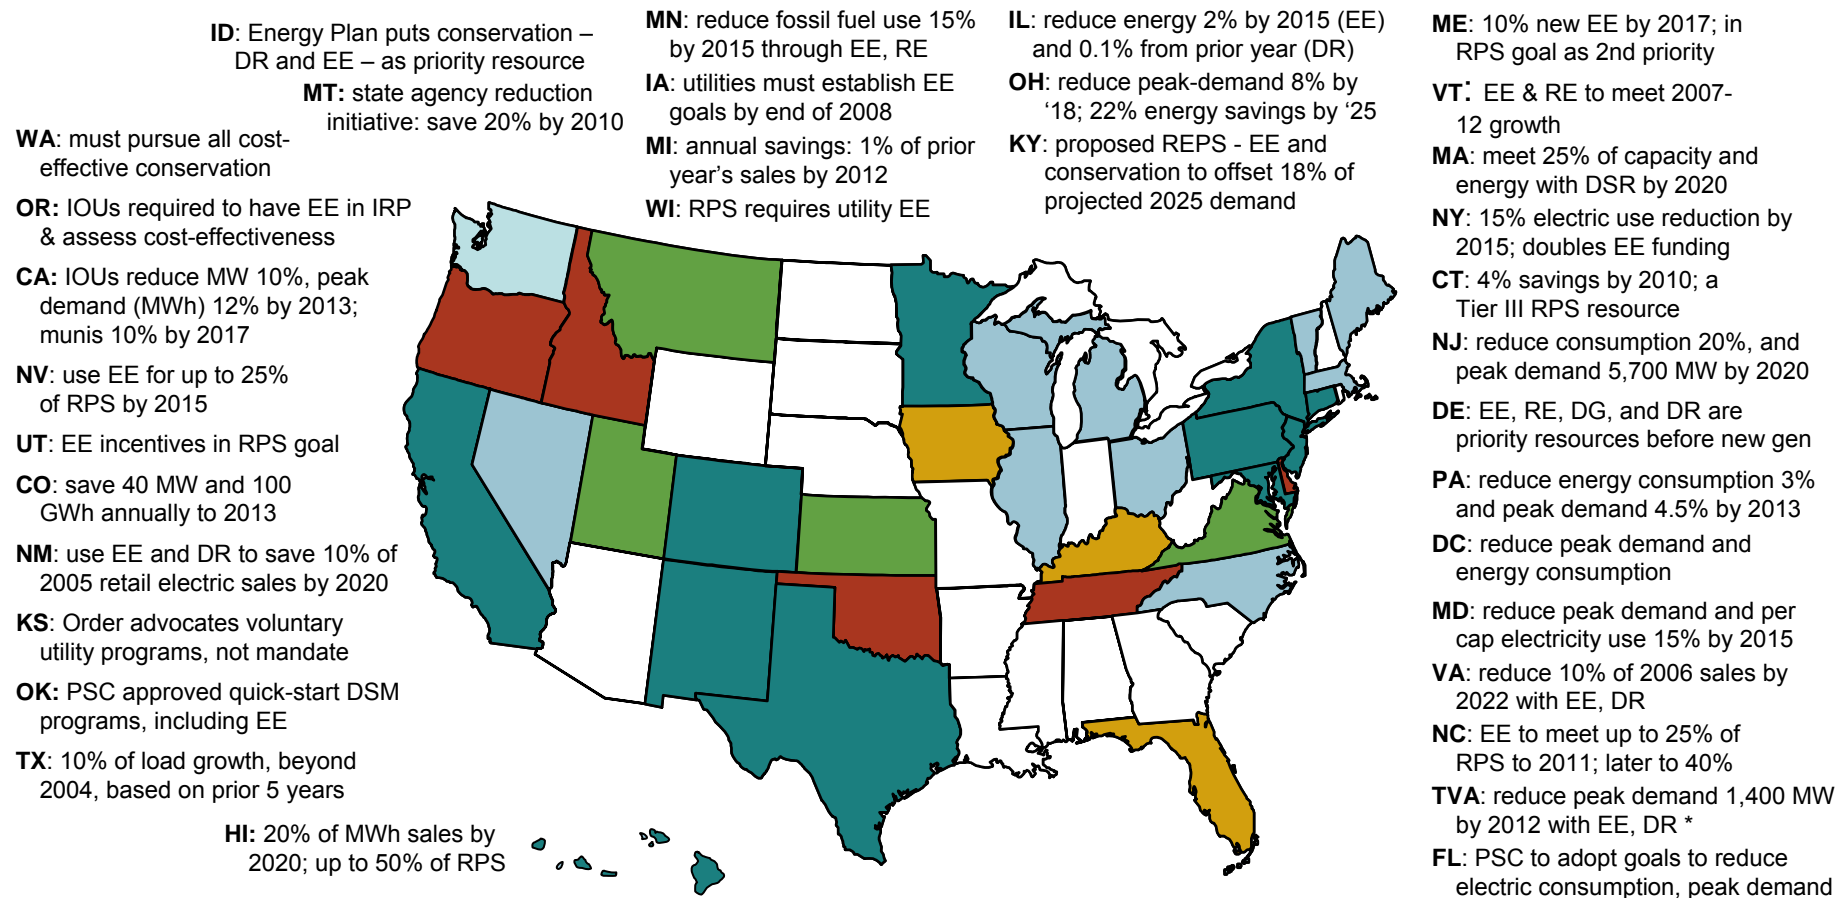 ID: Energy Plan puts conservation –
DR and EE – as priority resource
MT: state agency reduction
initiative: save 20% by 2010
WA: must pursue all cost-
effective conservation
OR: IOUs required to have EE in IRP
& assess cost-effectiveness
CA: IOUs reduce MW 10%, peak
demand (MWh) 12% by 2013;
munis 10% by 2017
NV: use EE for up to 25%
of RPS by 2015
UT: EE incentives in RPS goal
CO: save 40 MW and 100
GWh annually to 2013
NM: use EE and DR to save 10% of
2005 retail electric sales by 2020
KS: Order advocates voluntary
utility programs, not mandate
OK: PSC approved quick-start DSM
programs, including EE
TX: 10% of load growth, beyond
2004, based on prior 5 years
HI: 20% of MWh sales by
2020; up to 50% of RPS
MN: reduce fossil fuel use 15%
by 2015 through EE, RE
IA: utilities must establish EE
goals by end of 2008
MI: annual savings: 1% of prior
year’s sales by 2012
WI: RPS requires utility EE
IL: reduce energy 2% by 2015 (EE)
and 0.1% from prior year (DR)
OH: reduce peak-demand 8% by
‘18; 22% energy savings by ‘25
KY: proposed REPS - EE and
conservation to offset 18% of
projected 2025 demand
ME: 10% new EE by 2017; in
RPS goal as 2nd priority
VT: EE & RE to meet 2007-
12 growth
MA: meet 25% of capacity and
energy with DSR by 2020
NY: 15% electric use reduction by
2015; doubles EE funding
CT: 4% savings by 2010; a
Tier III RPS resource
NJ: reduce consumption 20%, and
peak demand 5,700 MW by 2020
DE: EE, RE, DG, and DR are
priority resources before new gen
PA: reduce energy consumption 3%
and peak demand 4.5% by 2013
DC: reduce peak demand and
energy consumption
MD: reduce peak demand and per
cap electricity use 15% by 2015
VA: reduce 10% of 2006 sales by
2022 with EE, DR
NC: EE to meet up to 25% of
RPS to 2011; later to 40%
TVA: reduce peak demand 1,400 MW
by 2012 with EE, DR *
FL: PSC to adopt goals to reduce
electric consumption, peak demand